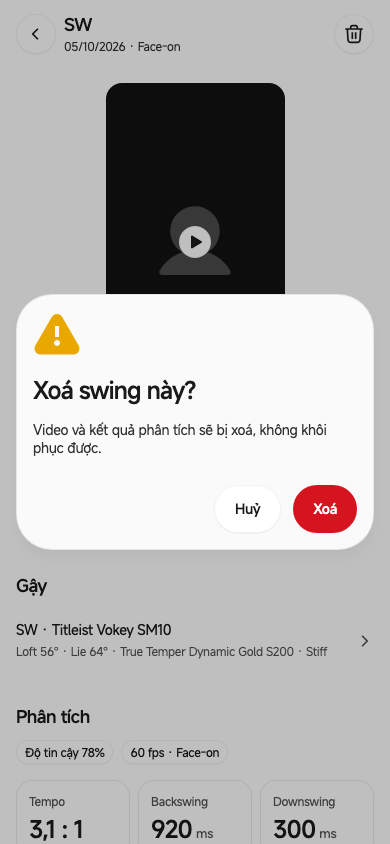 SW
05/10/2026 · Face-on
Xoá swing này?
Video và kết quả phân tích sẽ bị xoá, không khôi
phục được.
Huỷ
Xoá
Gậy
SW · Titleist Vokey SM10
Loft 56° · Lie 64° · True Temper Dynamic Gold S200 · Stiff
Phân tích
Độ tin cậy 78%
60 fps · Face-on
Tempo
Backswing
Downswing
3,1 : 1
920 ms
300 ms